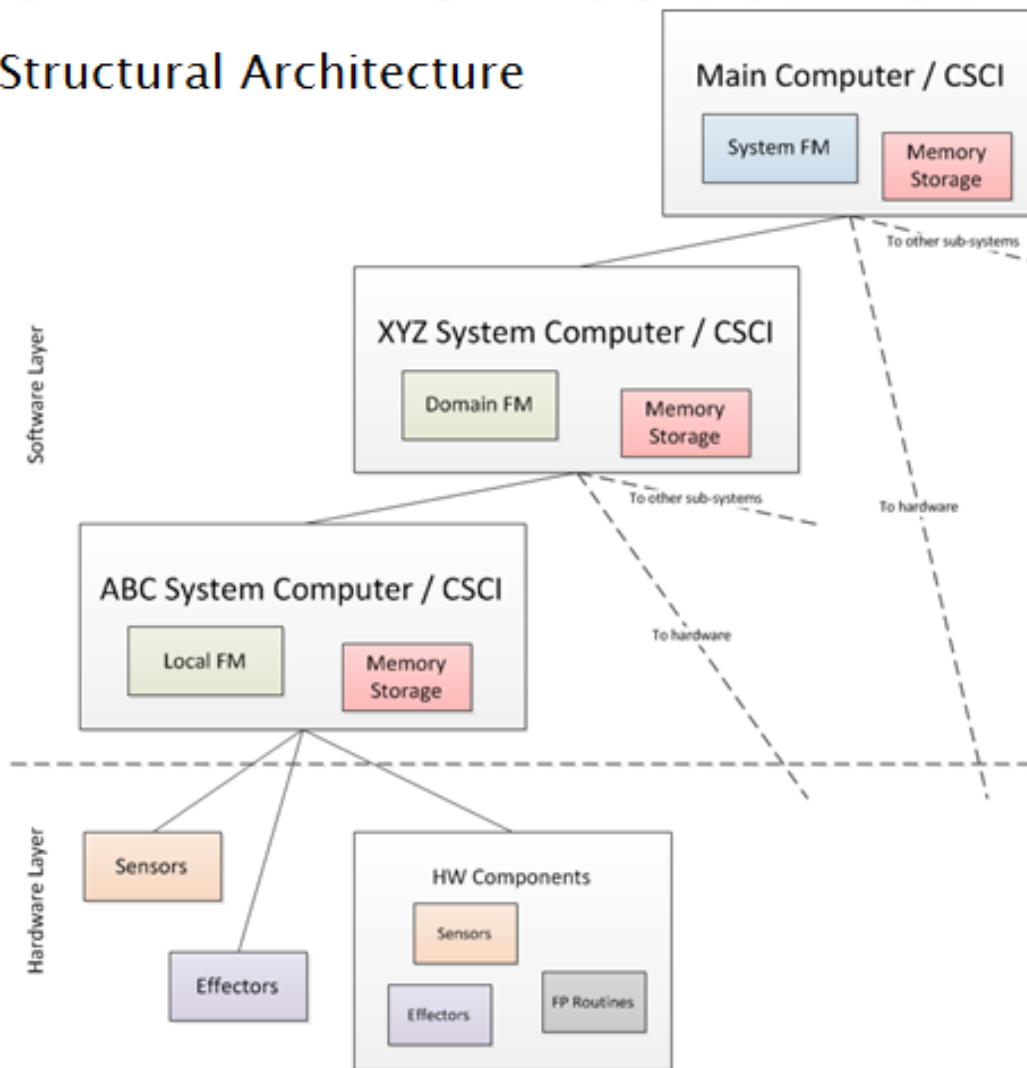 Structural Architecture
Main Computer / CSCI
System FM
Memory
Storage
To other sub-systems
XYZ System Computer / CSCI
Domain FM
Memory
Storage
To other sub-systems
To hardware
Software Layer
ABC System Computer / CSCI
Local FM
Memory
Storage
To hardware
Hardware Layer
Sensors
Effectors
HW Components
Sensors
Effectors
FP Routines